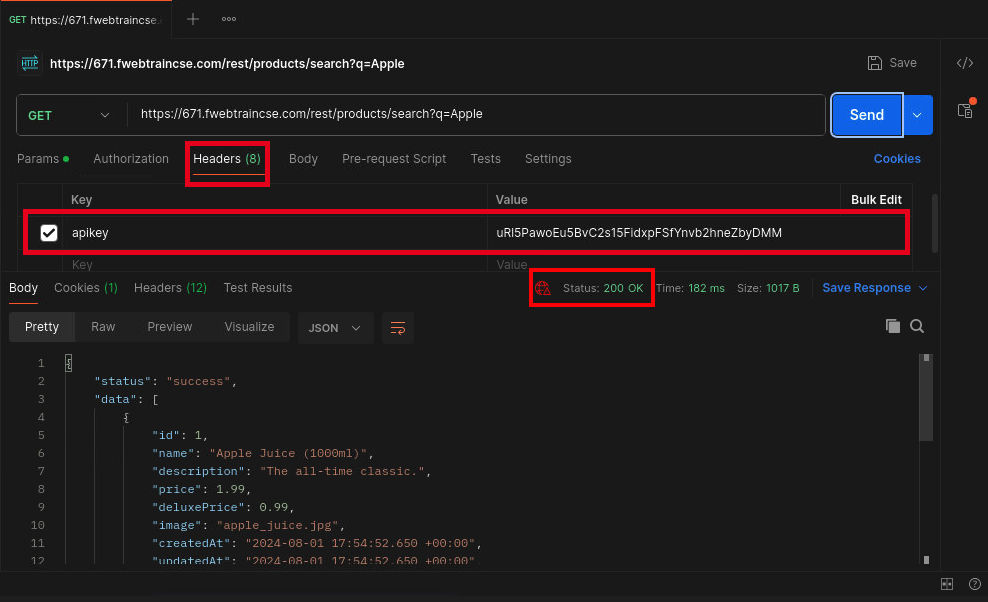 GET https://671.fwebtraincse.
HTTP https://671.fwebtraincse.com/rest/products/search?q=Apple Save
GET https://671.fwebtraincse.com/rest/products/search?q=Apple Send
Params Authorization Headers (8) Body Pre-request Script Tests Settings Cookies
Key Value Bulk Edit
apikey uRl5PawoEu5BvC2s15FidxpFSfYnvb2hneZbyDMM
Key Value
Body Cookies (1) Headers (12) Test Results Status: 200 OK Time: 182 ms Size: 1017 B Save Response
Pretty Raw Preview Visualize JSON
1 {
2 "status": "success",
3 "data": [
4 {
5 "id": 1,
6 "name": "Apple Juice (1000ml)",
7 "description": "The all-time classic.",
8 "price": 1.99,
9 "deluxePrice": 0.99,
10 "image": "apple_juice.jpg",
11 "createdAt": "2024-08-01 17:54:52.650 +00:00",
12 "updatedAt": "2024-08-01 17:54:52.650 +00:00",